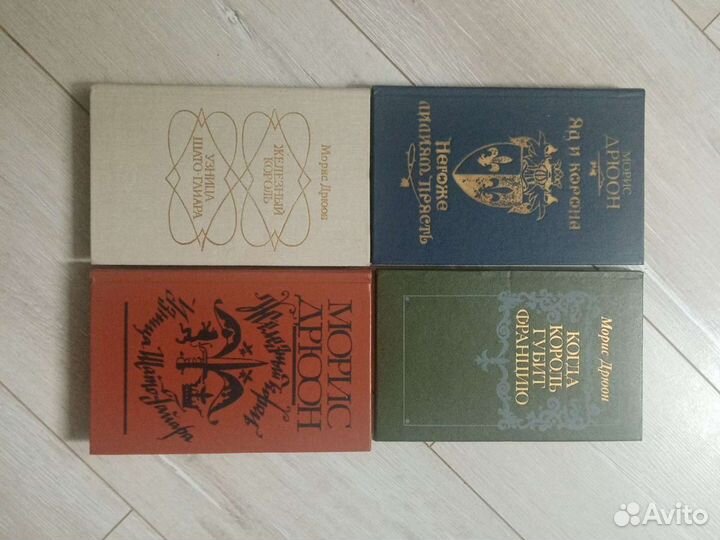 Морис Дрюон
ЖЕЛЕЗНЫЙ
КОРОЛЬ
УЗНИЦА
ШАТО-ГАЙАРА
МОРИС
ДРЮОН
Яд и корона
Негоже
лилиям прясть
МОРИС
ДРЮОН
Железный король
Узница Шато-Гайара
Морис Дрюон
КОГДА
КОРОЛЬ
ГУБИТ
ФРАНЦИЮ
Avito